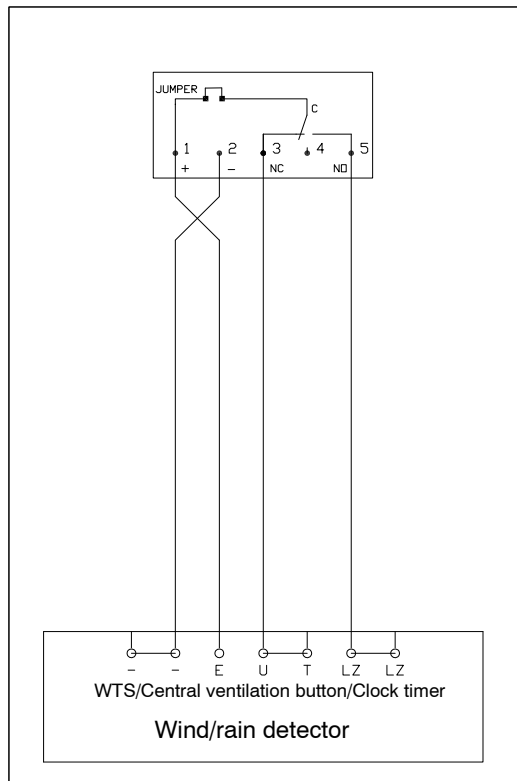 JUMPER
C
1 2 3 4 5
+ - NC NO
- - E U T LZ LZ
WTS/Central ventilation button/Clock timer
Wind/rain detector